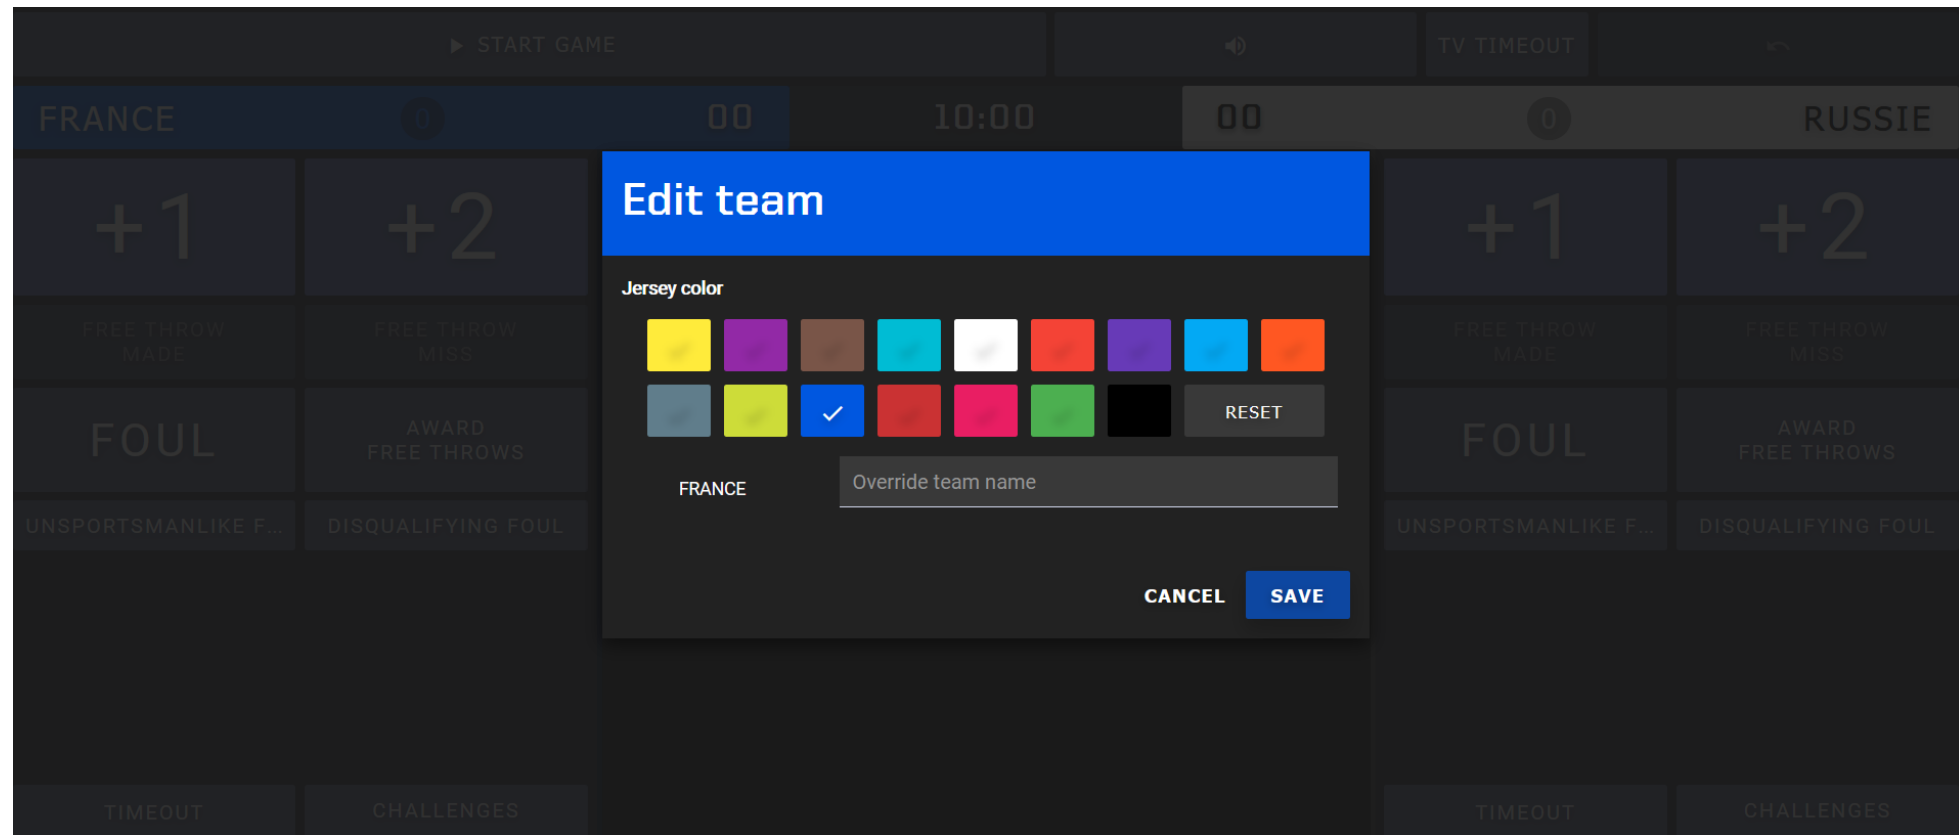 START GAME
TV TIMEOUT
FRANCE
0
00
10:00
00
0
RUSSIE
+1
+2
Edit team
+1
+2
Jersey color
FREE THROW
MADE
FREE THROW
MISS
FREE THROW
MADE
FREE THROW
MISS
RESET
FOUL
AWARD
FREE THROWS
FOUL
AWARD
FREE THROWS
FRANCE
Override team name
UNSPORTSMANLIKE F...
DISQUALIFYING FOUL
UNSPORTSMANLIKE F...
DISQUALIFYING FOUL
CANCEL
SAVE
TIMEOUT
CHALLENGES
TIMEOUT
CHALLENGES